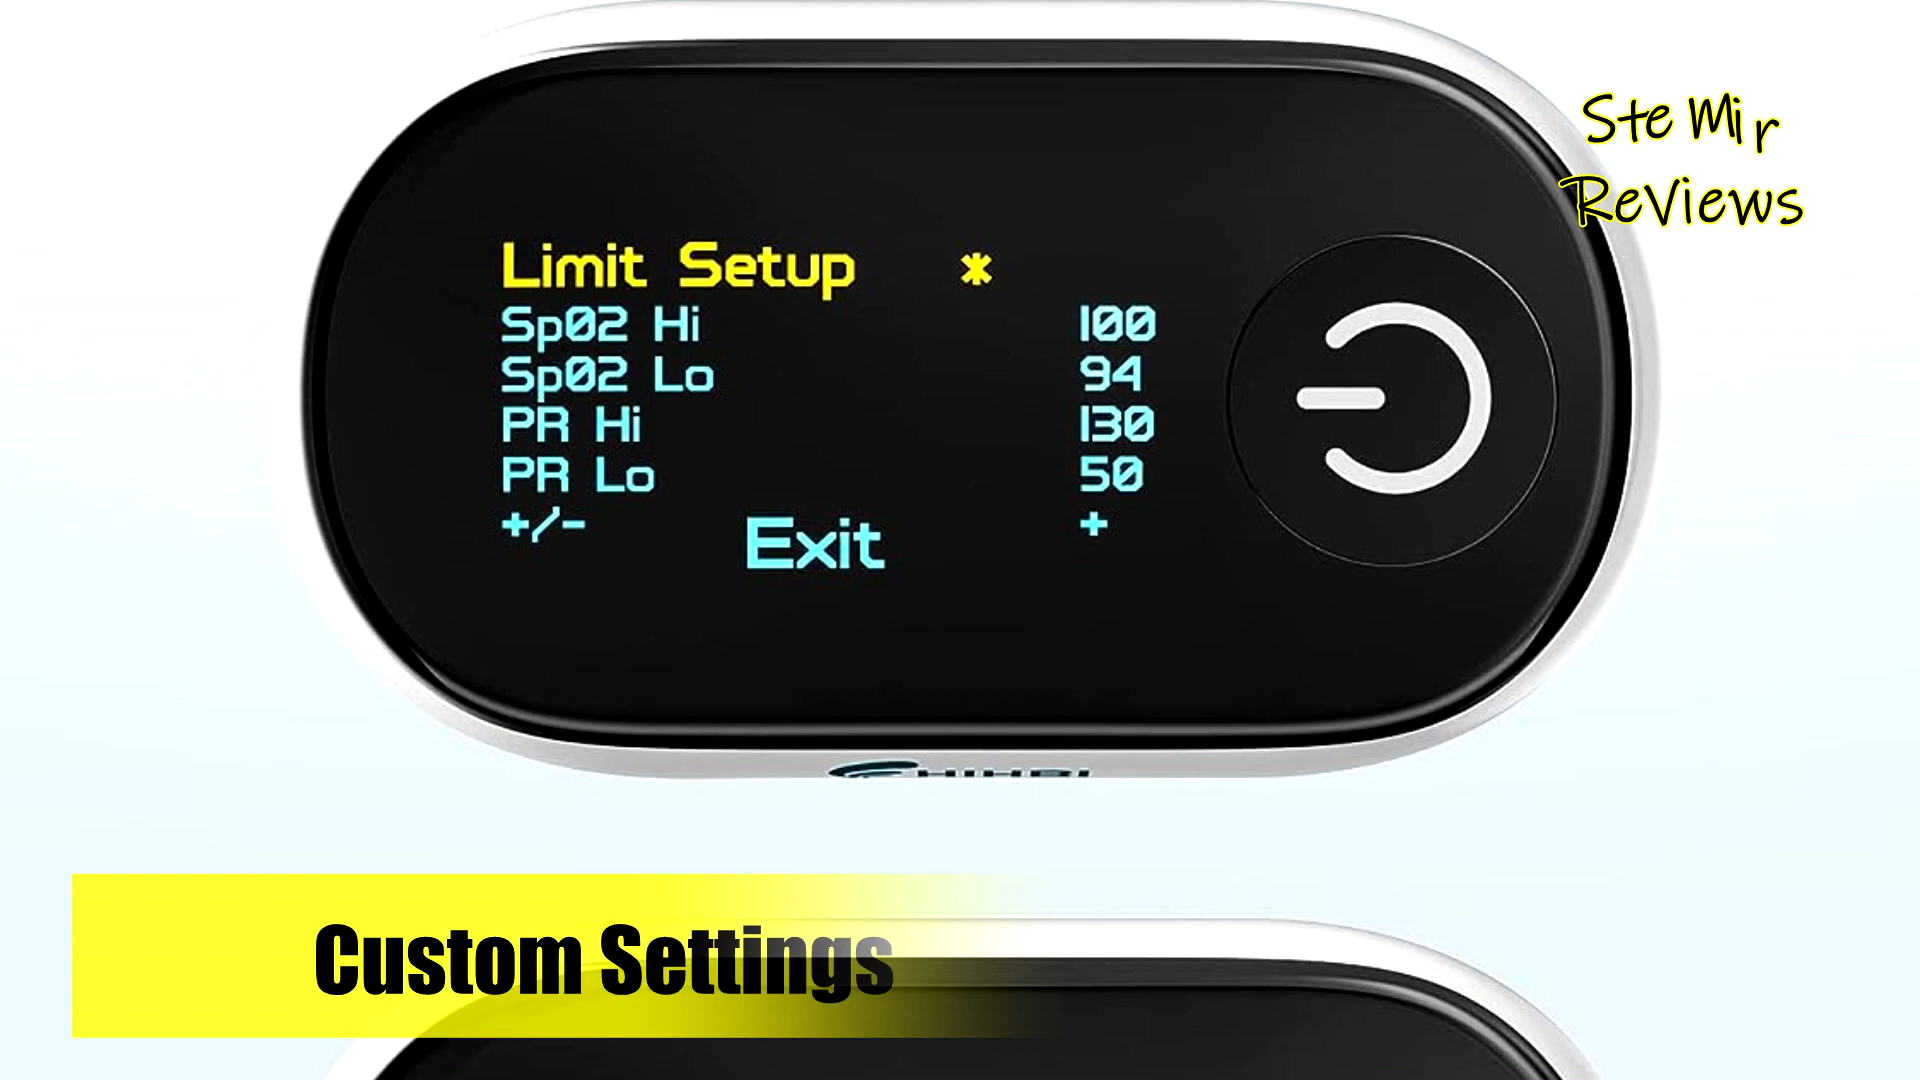 Ste Mir
ReViews
Limit Setup *
Sp02 Hi 100
Sp02 Lo 94
PR Hi 130
PR Lo 50
+/- +
Exit
Custom Settings